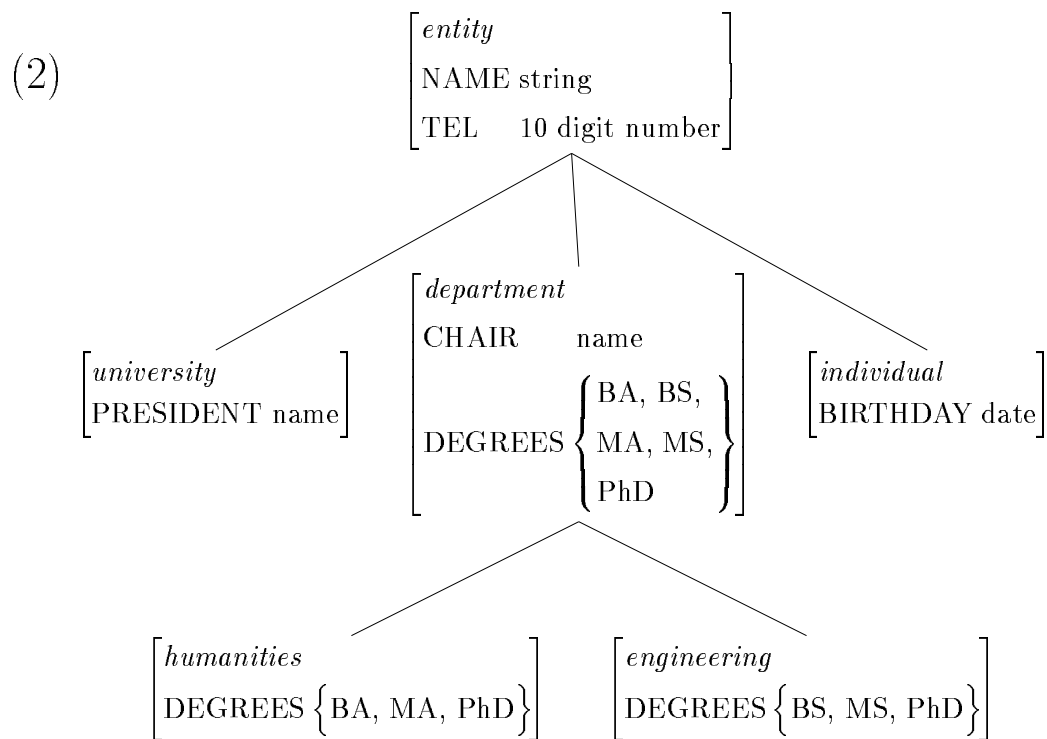 (2)
entity
NAME string
TEL 10 digit number
university
PRESIDENT name
department
CHAIR name
DEGREES { BA, BS,
MA, MS,
PhD }
individual
BIRTHDAY date
humanities
DEGREES {BA, MA, PhD}
engineering
DEGREES {BS, MS, PhD}